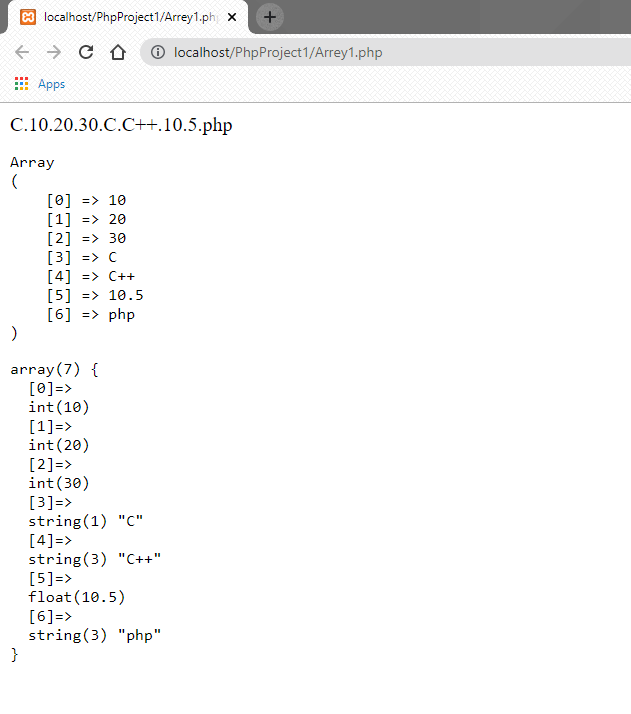 localhost/PhpProject1/Arrey1.php
localhost/PhpProject1/Arrey1.php
Apps
C.10.20.30.C.C++.10.5.php
Array
(
    [0] => 10
    [1] => 20
    [2] => 30
    [3] => C
    [4] => C++
    [5] => 10.5
    [6] => php
)
array(7) {
  [0]=>
  int(10)
  [1]=>
  int(20)
  [2]=>
  int(30)
  [3]=>
  string(1) "C"
  [4]=>
  string(3) "C++"
  [5]=>
  float(10.5)
  [6]=>
  string(3) "php"
}